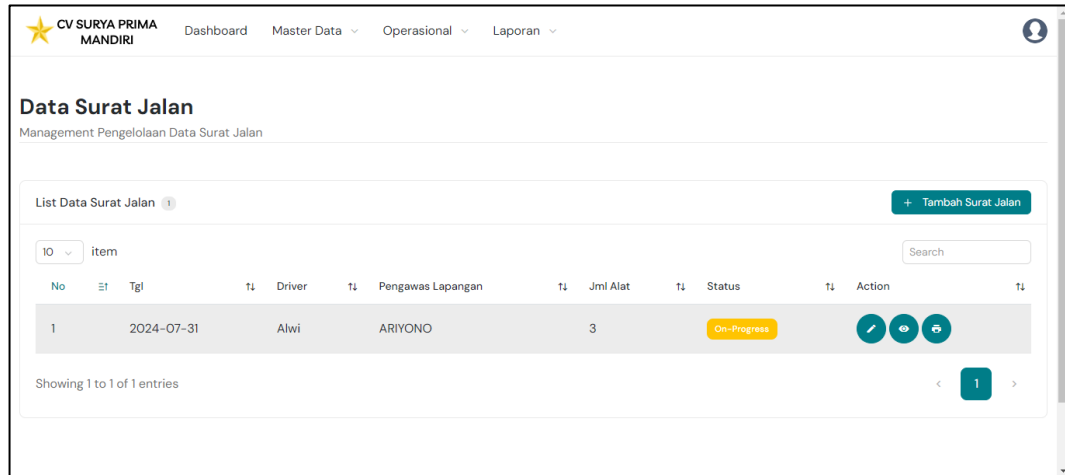 CV SURYA PRIMA
MANDIRI
Dashboard Master Data Operasional Laporan
Data Surat Jalan
Management Pengelolaan Data Surat Jalan
List Data Surat Jalan 1
+ Tambah Surat Jalan
10 item
Search
No Tgl Driver Pengawas Lapangan Jml Alat Status Action
1 2024-07-31 Alwi ARIYONO 3 On-Progress
Showing 1 to 1 of 1 entries
< 1 >